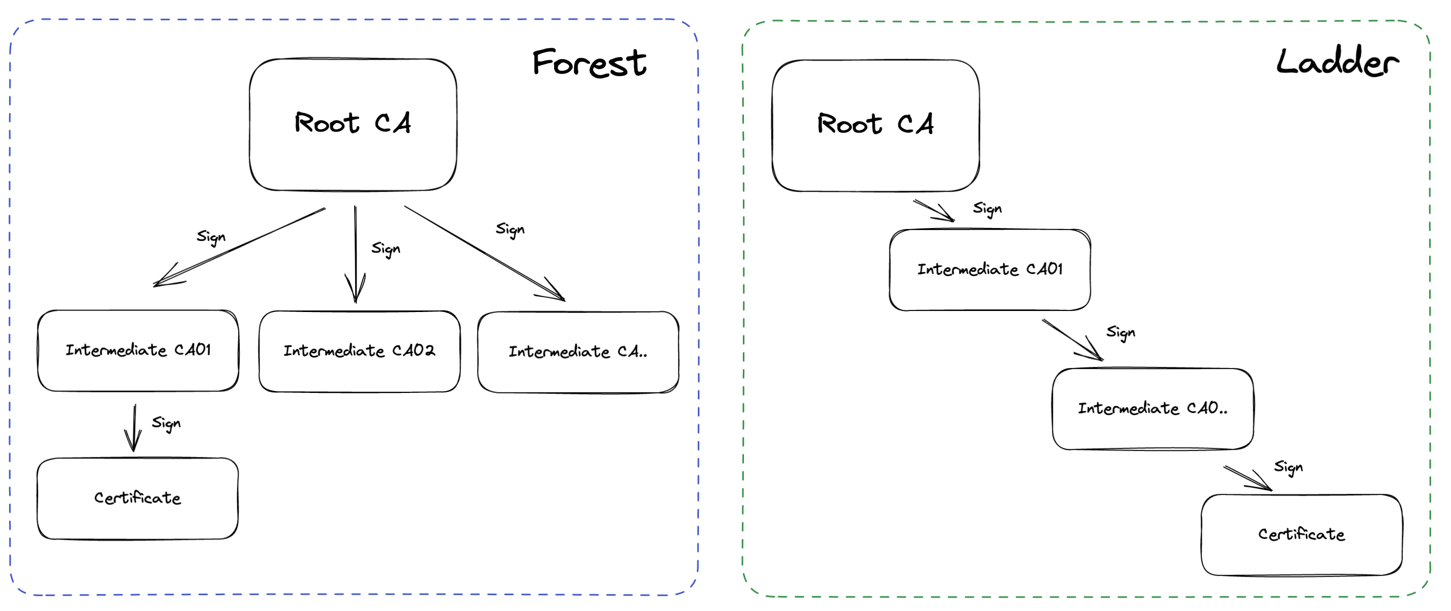 Forest
Root CA
Sign
Sign
Sign
Intermediate CA01
Intermediate CA02
Intermediate CA..
Sign
Certificate
Ladder
Root CA
Sign
Intermediate CA01
Sign
Intermediate CA0..
Sign
Certificate